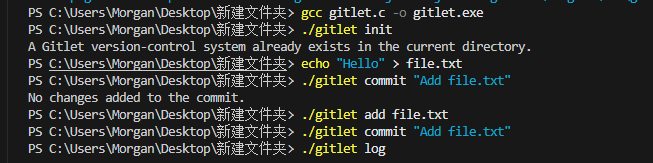 PS C:\Users\Morgan\Desktop\新建文件夹> gcc gitlet.c -o gitlet.exe
PS C:\Users\Morgan\Desktop\新建文件夹> ./gitlet init
A Gitlet version-control system already exists in the current directory.
PS C:\Users\Morgan\Desktop\新建文件夹> echo "Hello" > file.txt
PS C:\Users\Morgan\Desktop\新建文件夹> ./gitlet commit "Add file.txt"
No changes added to the commit.
PS C:\Users\Morgan\Desktop\新建文件夹> ./gitlet add file.txt
PS C:\Users\Morgan\Desktop\新建文件夹> ./gitlet commit "Add file.txt"
PS C:\Users\Morgan\Desktop\新建文件夹> ./gitlet log